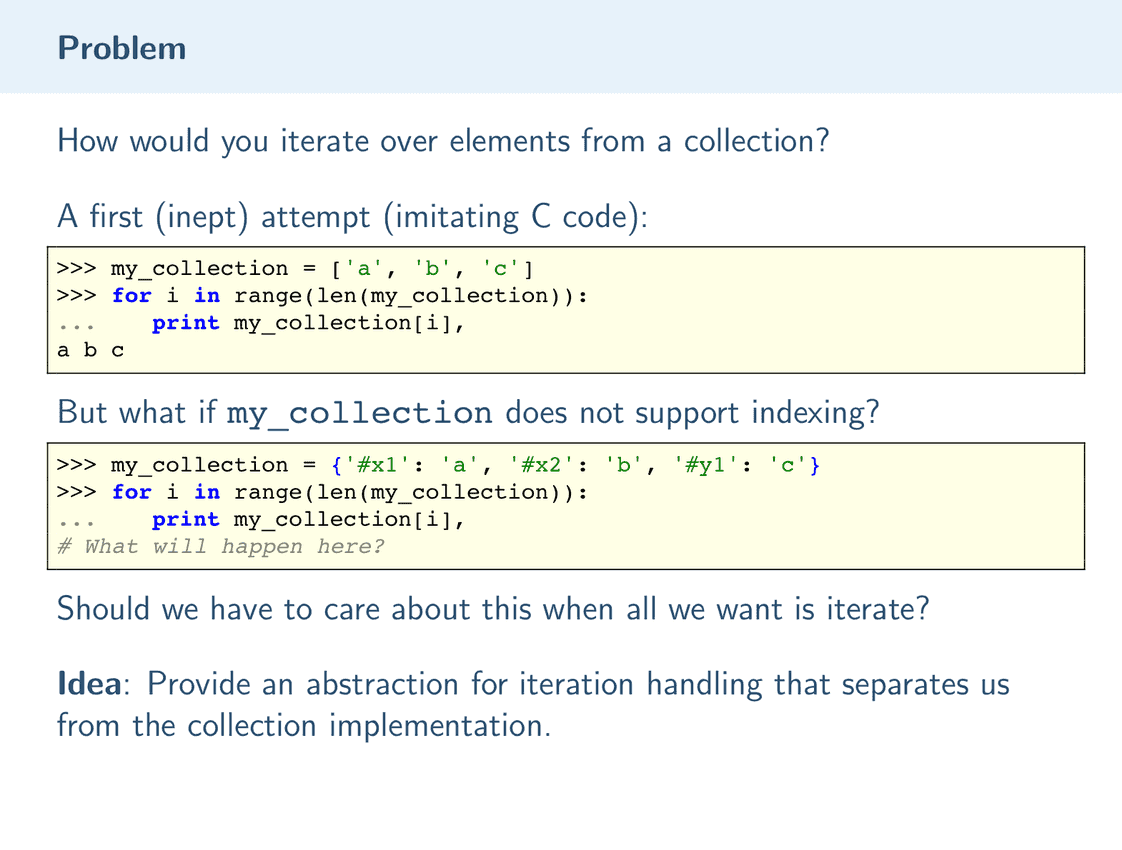 Problem
How would you iterate over elements from a collection?
A first (inept) attempt (imitating C code):
>>> my_collection = ['a', 'b', 'c']
>>> for i in range(len(my_collection)):
...    print my_collection[i],
a b c
But what if my_collection does not support indexing?
>>> my_collection = {'#x1': 'a', '#x2': 'b', '#y1': 'c'}
>>> for i in range(len(my_collection)):
...    print my_collection[i],
# What will happen here?
Should we have to care about this when all we want is iterate?
Idea: Provide an abstraction for iteration handling that separates us
from the collection implementation.